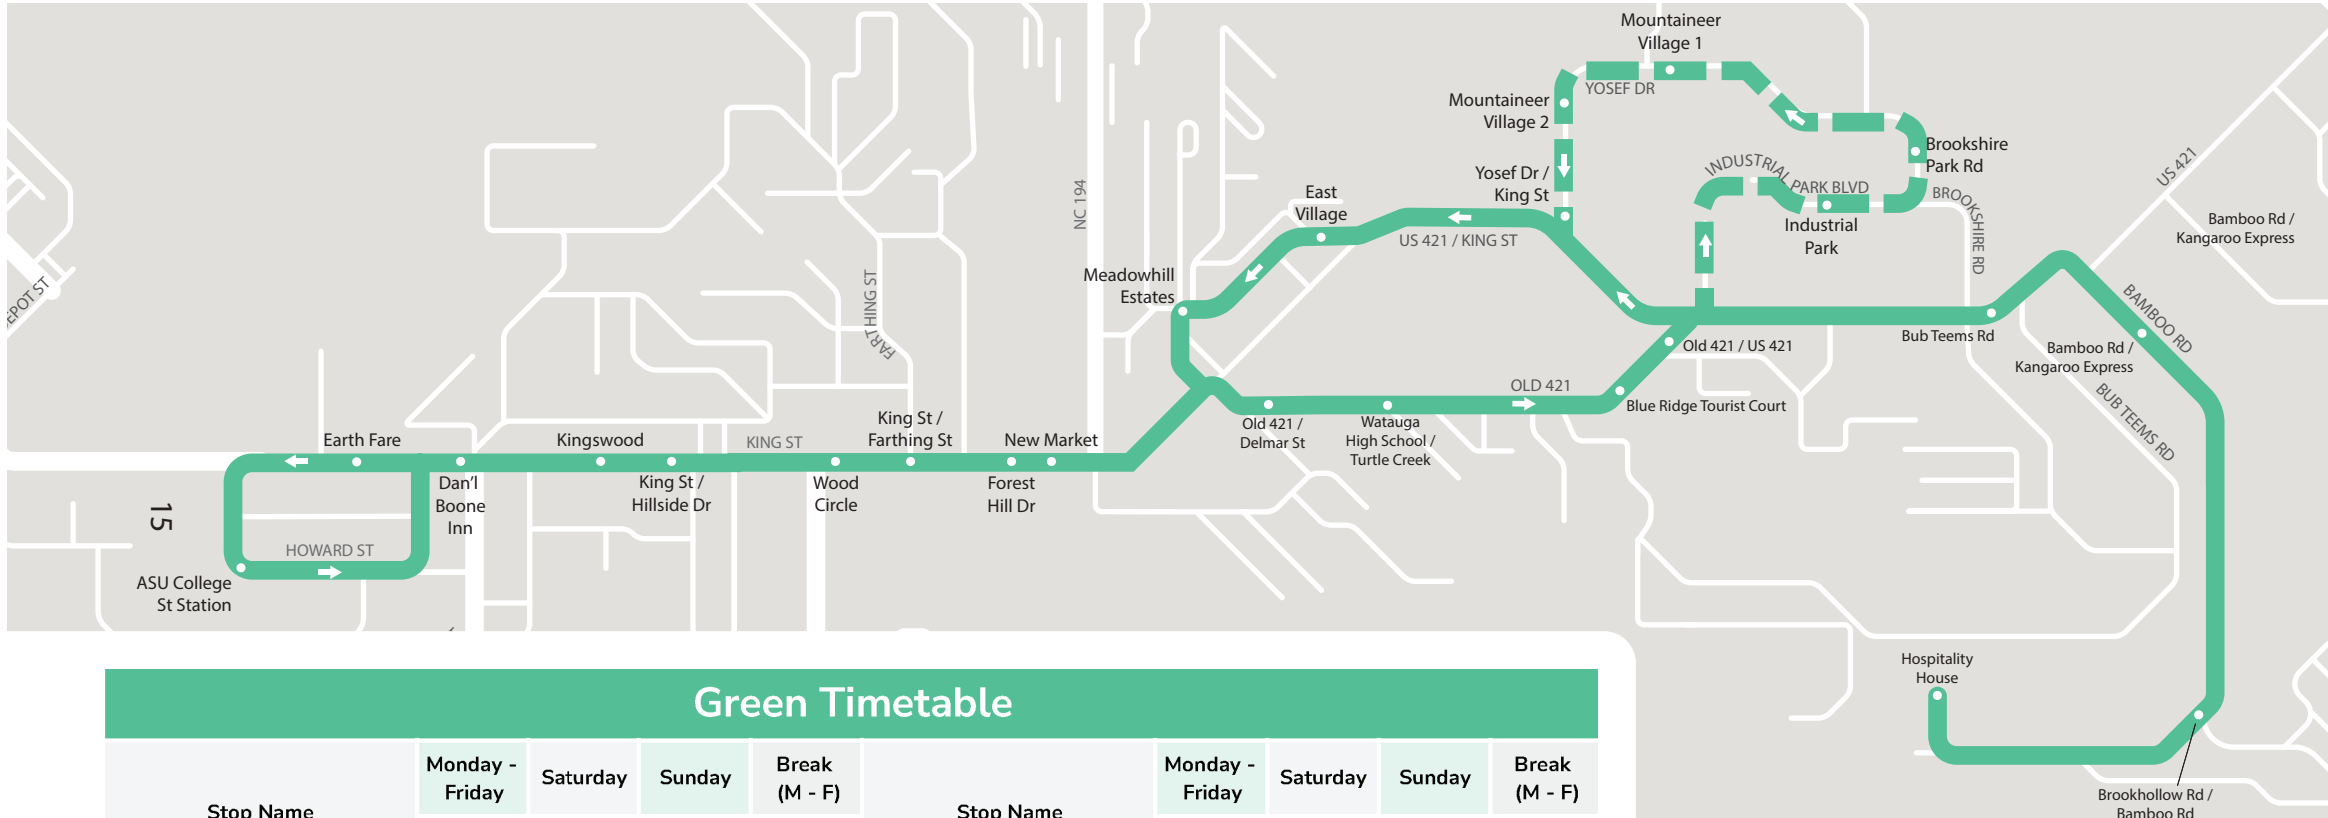 Mountaineer
Village 1
YOSEF DR
Mountaineer
Village 2
Yosef Dr /
King St
Brookshire
Park Rd
INDUSTRIAL PARK BLVD
BROOKSHIRE RD
Industrial
Park
US 421
Bamboo Rd /
Kangaroo Express
East
Village
US 421 / KING ST
NC 194
Meadowhill
Estates
FARTHING ST
BAMBOO RD
Bub Teems Rd
Bamboo Rd /
Kangaroo Express
BUB TEEMS RD
Old 421 / US 421
OLD 421
Blue Ridge Tourist Court
Old 421 /
Delmar St
Watauga
High School /
Turtle Creek
King St /
Farthing St
New Market
Earth Fare
Kingswood
KING ST
Dan'l
Boone
Inn
King St /
Hillside Dr
Wood
Circle
Forest
Hill Dr
15
HOWARD ST
ASU College
St Station
Hospitality
House
Brookhollow Rd /
Bamboo Rd
Green Timetable
Stop Name
Monday -
Friday
Saturday
Sunday
Break
(M - F)
Stop Name
Monday -
Friday
Saturday
Sunday
Break
(M - F)